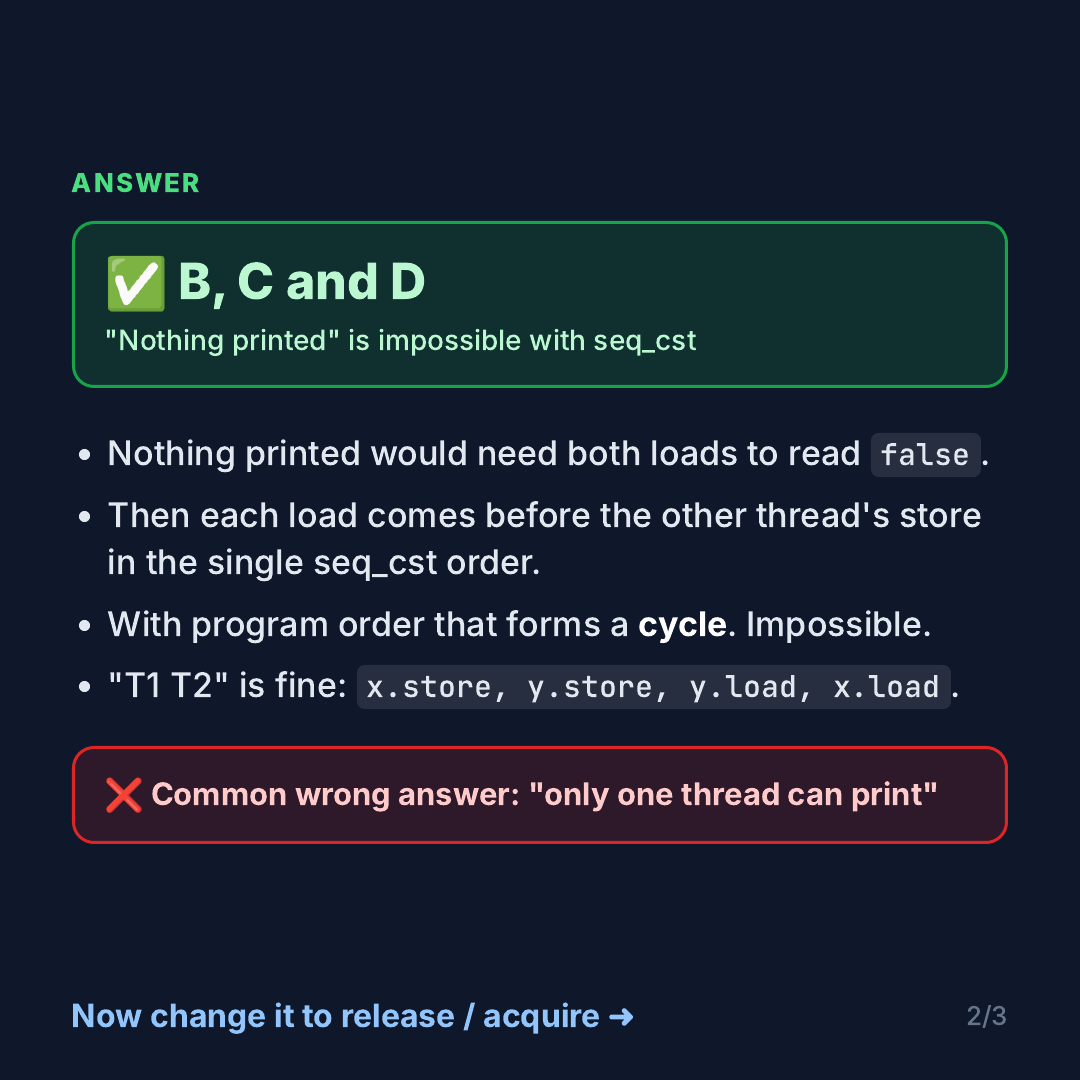 ANSWER
✅ B, C and D
"Nothing printed" is impossible with seq_cst
• Nothing printed would need both loads to read false.
• Then each load comes before the other thread's store
in the single seq_cst order.
• With program order that forms a cycle. Impossible.
• "T1 T2" is fine: x.store, y.store, y.load, x.load.
❌ Common wrong answer: "only one thread can print"
Now change it to release / acquire ➜
2/3